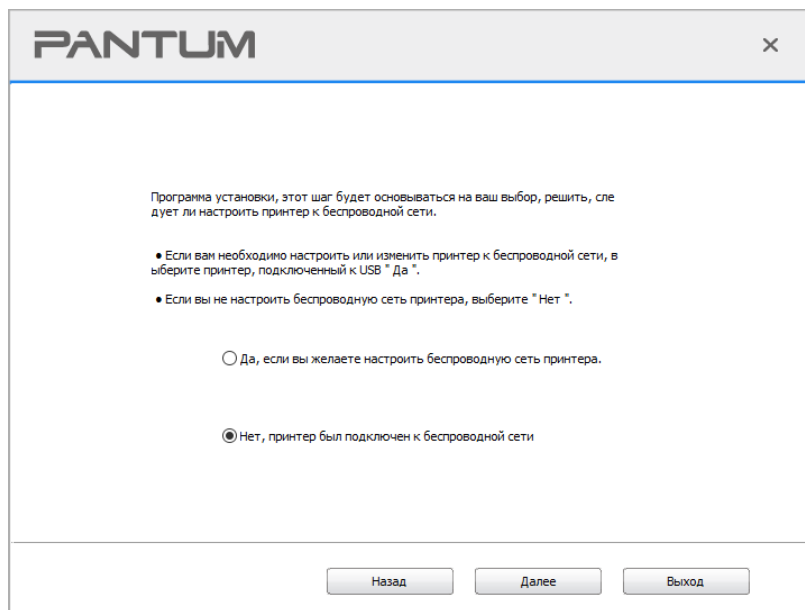 PANTUM
Программа установки, этот шаг будет основываться на ваш выбор, решить, сле
дует ли настроить принтер к беспроводной сети.
● Если вам необходимо настроить или изменить принтер к беспроводной сети, в
ыберите принтер, подключенный к USB " Да ".
● Если вы не настроить беспроводную сеть принтера, выберите " Нет ".
Да, если вы желаете настроить беспроводную сеть принтера.
Нет, принтер был подключен к беспроводной сети
Назад Далее Выход